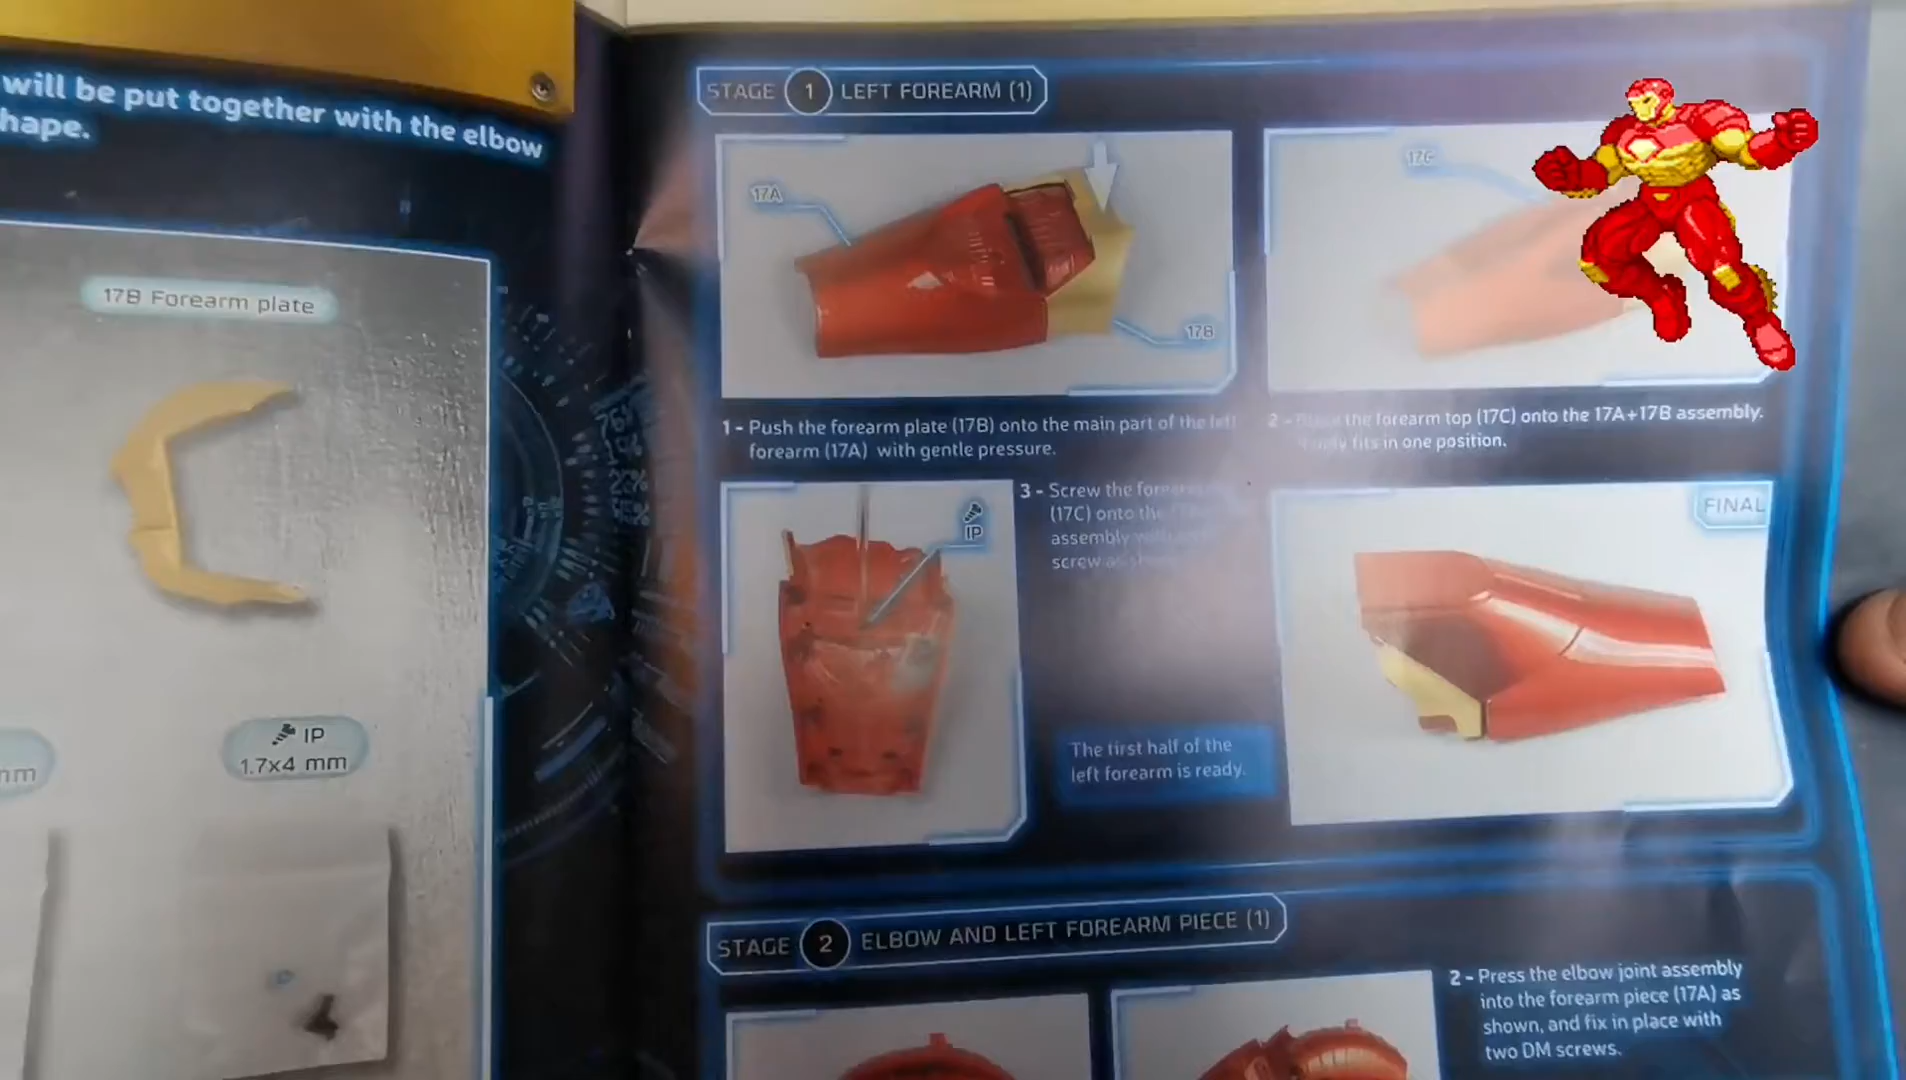 will be put together with the elbow
hape.
17B Forearm plate
IP
1.7x4 mm
mm
STAGE 1 LEFT FOREARM (1)
17A
17B
17C
1 - Push the forearm plate (17B) onto the main part of the left
forearm (17A) with gentle pressure.
2 - the forearm top (17C) onto the 17A+17B assembly.
fits in one position.
IP
3 - Screw the
(17C) onto the
assembly
screw as
The first half of the
left forearm is ready.
FINAL
STAGE 2 ELBOW AND LEFT FOREARM PIECE (1)
2 - Press the elbow joint assembly
into the forearm piece (17A) as
shown, and fix in place with
two DM screws.